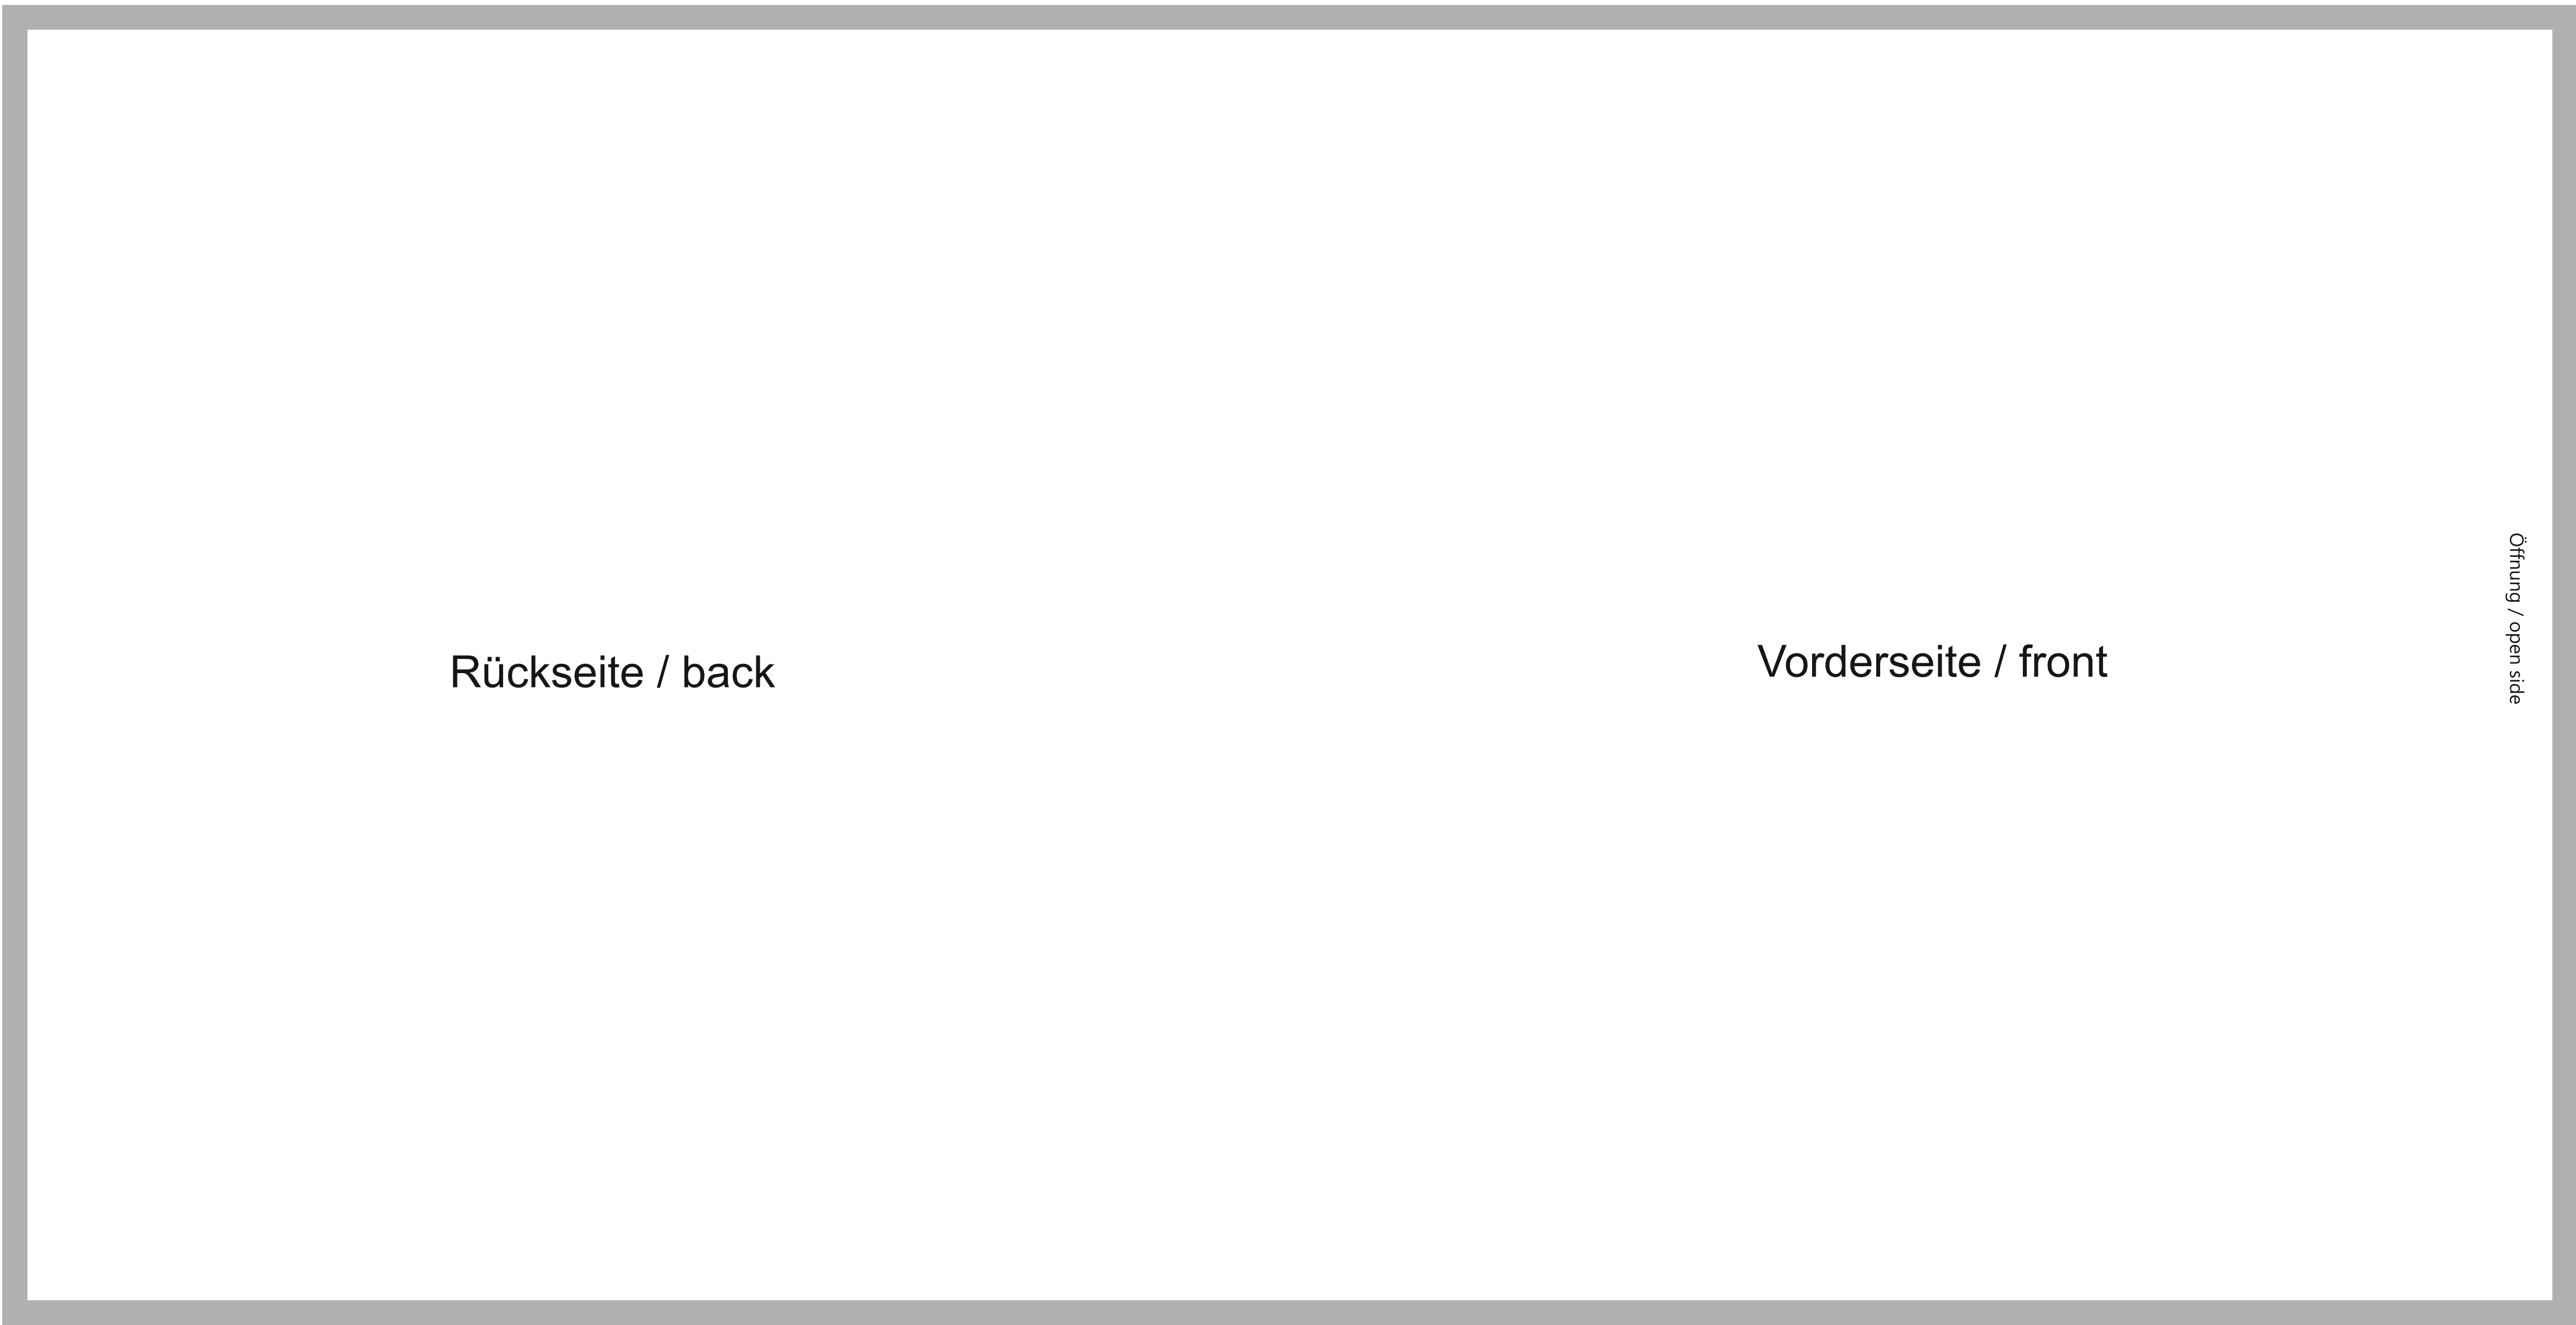 Rückseite / back
Vorderseite / front
Öffnung / open side